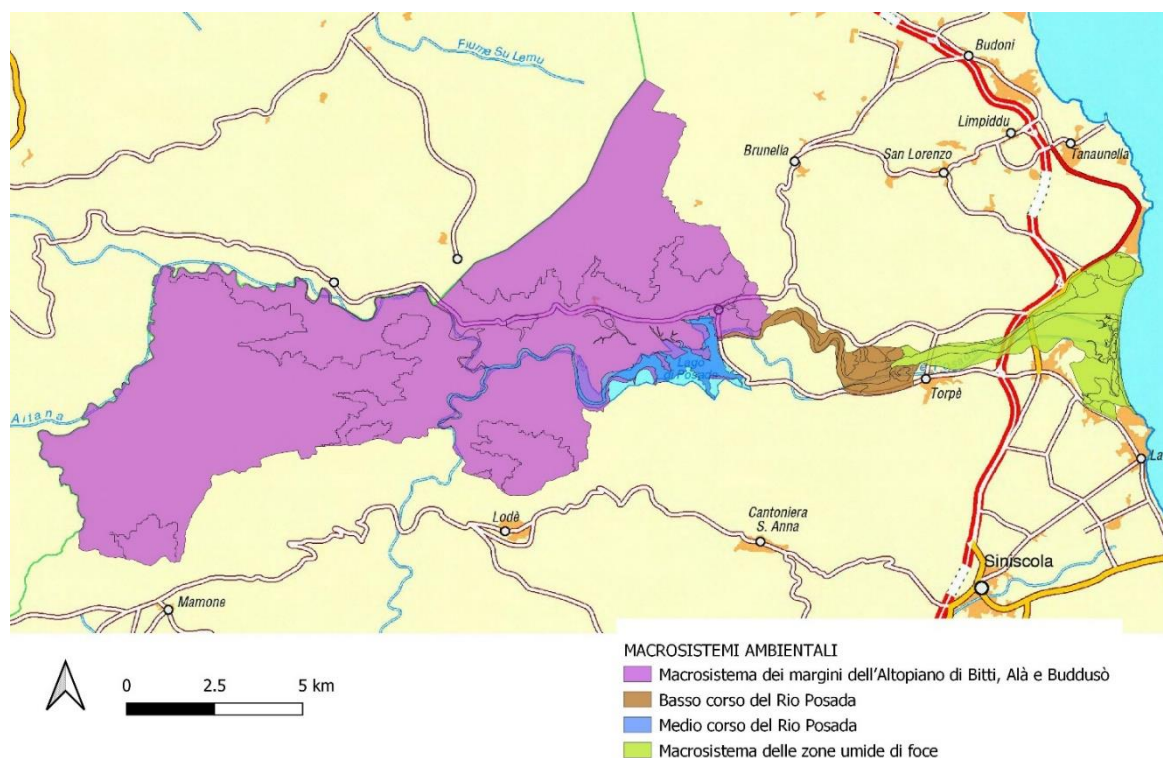 Fiume Su Lemu
Budoni
Limpiddu
Brunella
San Lorenzo
Tanaunella
Lago
Posada
Torpè
Aitana
La
Lodè
Cantoniera
S. Anna
Siniscola
Mamone
MACROSISTEMI AMBIENTALI
Macrosistema dei margini dell'Altopiano di Bitti, Alà e Buddusò
Basso corso del Rio Posada
Medio corso del Rio Posada
Macrosistema delle zone umide di foce
0 2.5 5 km